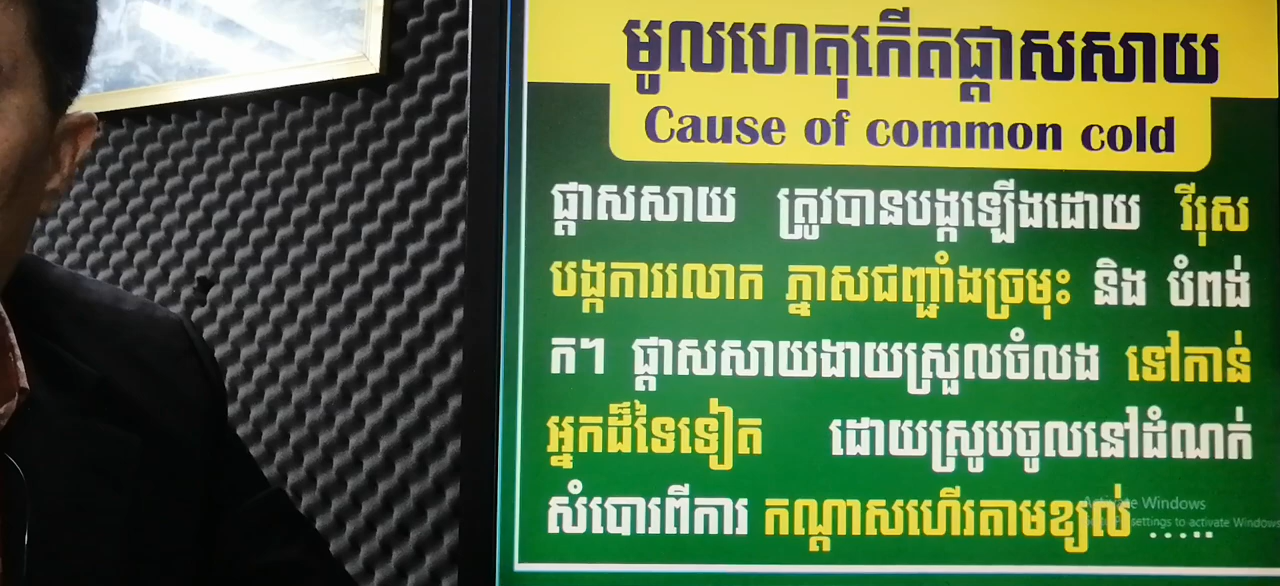 មូលហេតុកើតផ្តាសសាយ
Cause of common cold
ផ្តាសសាយ ត្រូវបានបង្កឡើងដោយ វីរុស
បង្កការរលាក ភ្នាសជញ្ជាំងច្រមុះ និង បំពង់
ក។ ផ្តាសសាយងាយស្រួលចំលង ទៅកាន់
អ្នកដ៏ទៃទៀត ដោយស្រូបចូលនៅដំណក់
សំបោរពីការ កណ្តាសហើរតាមខ្យល់ .....
Activate Windows
settings to activate Windows